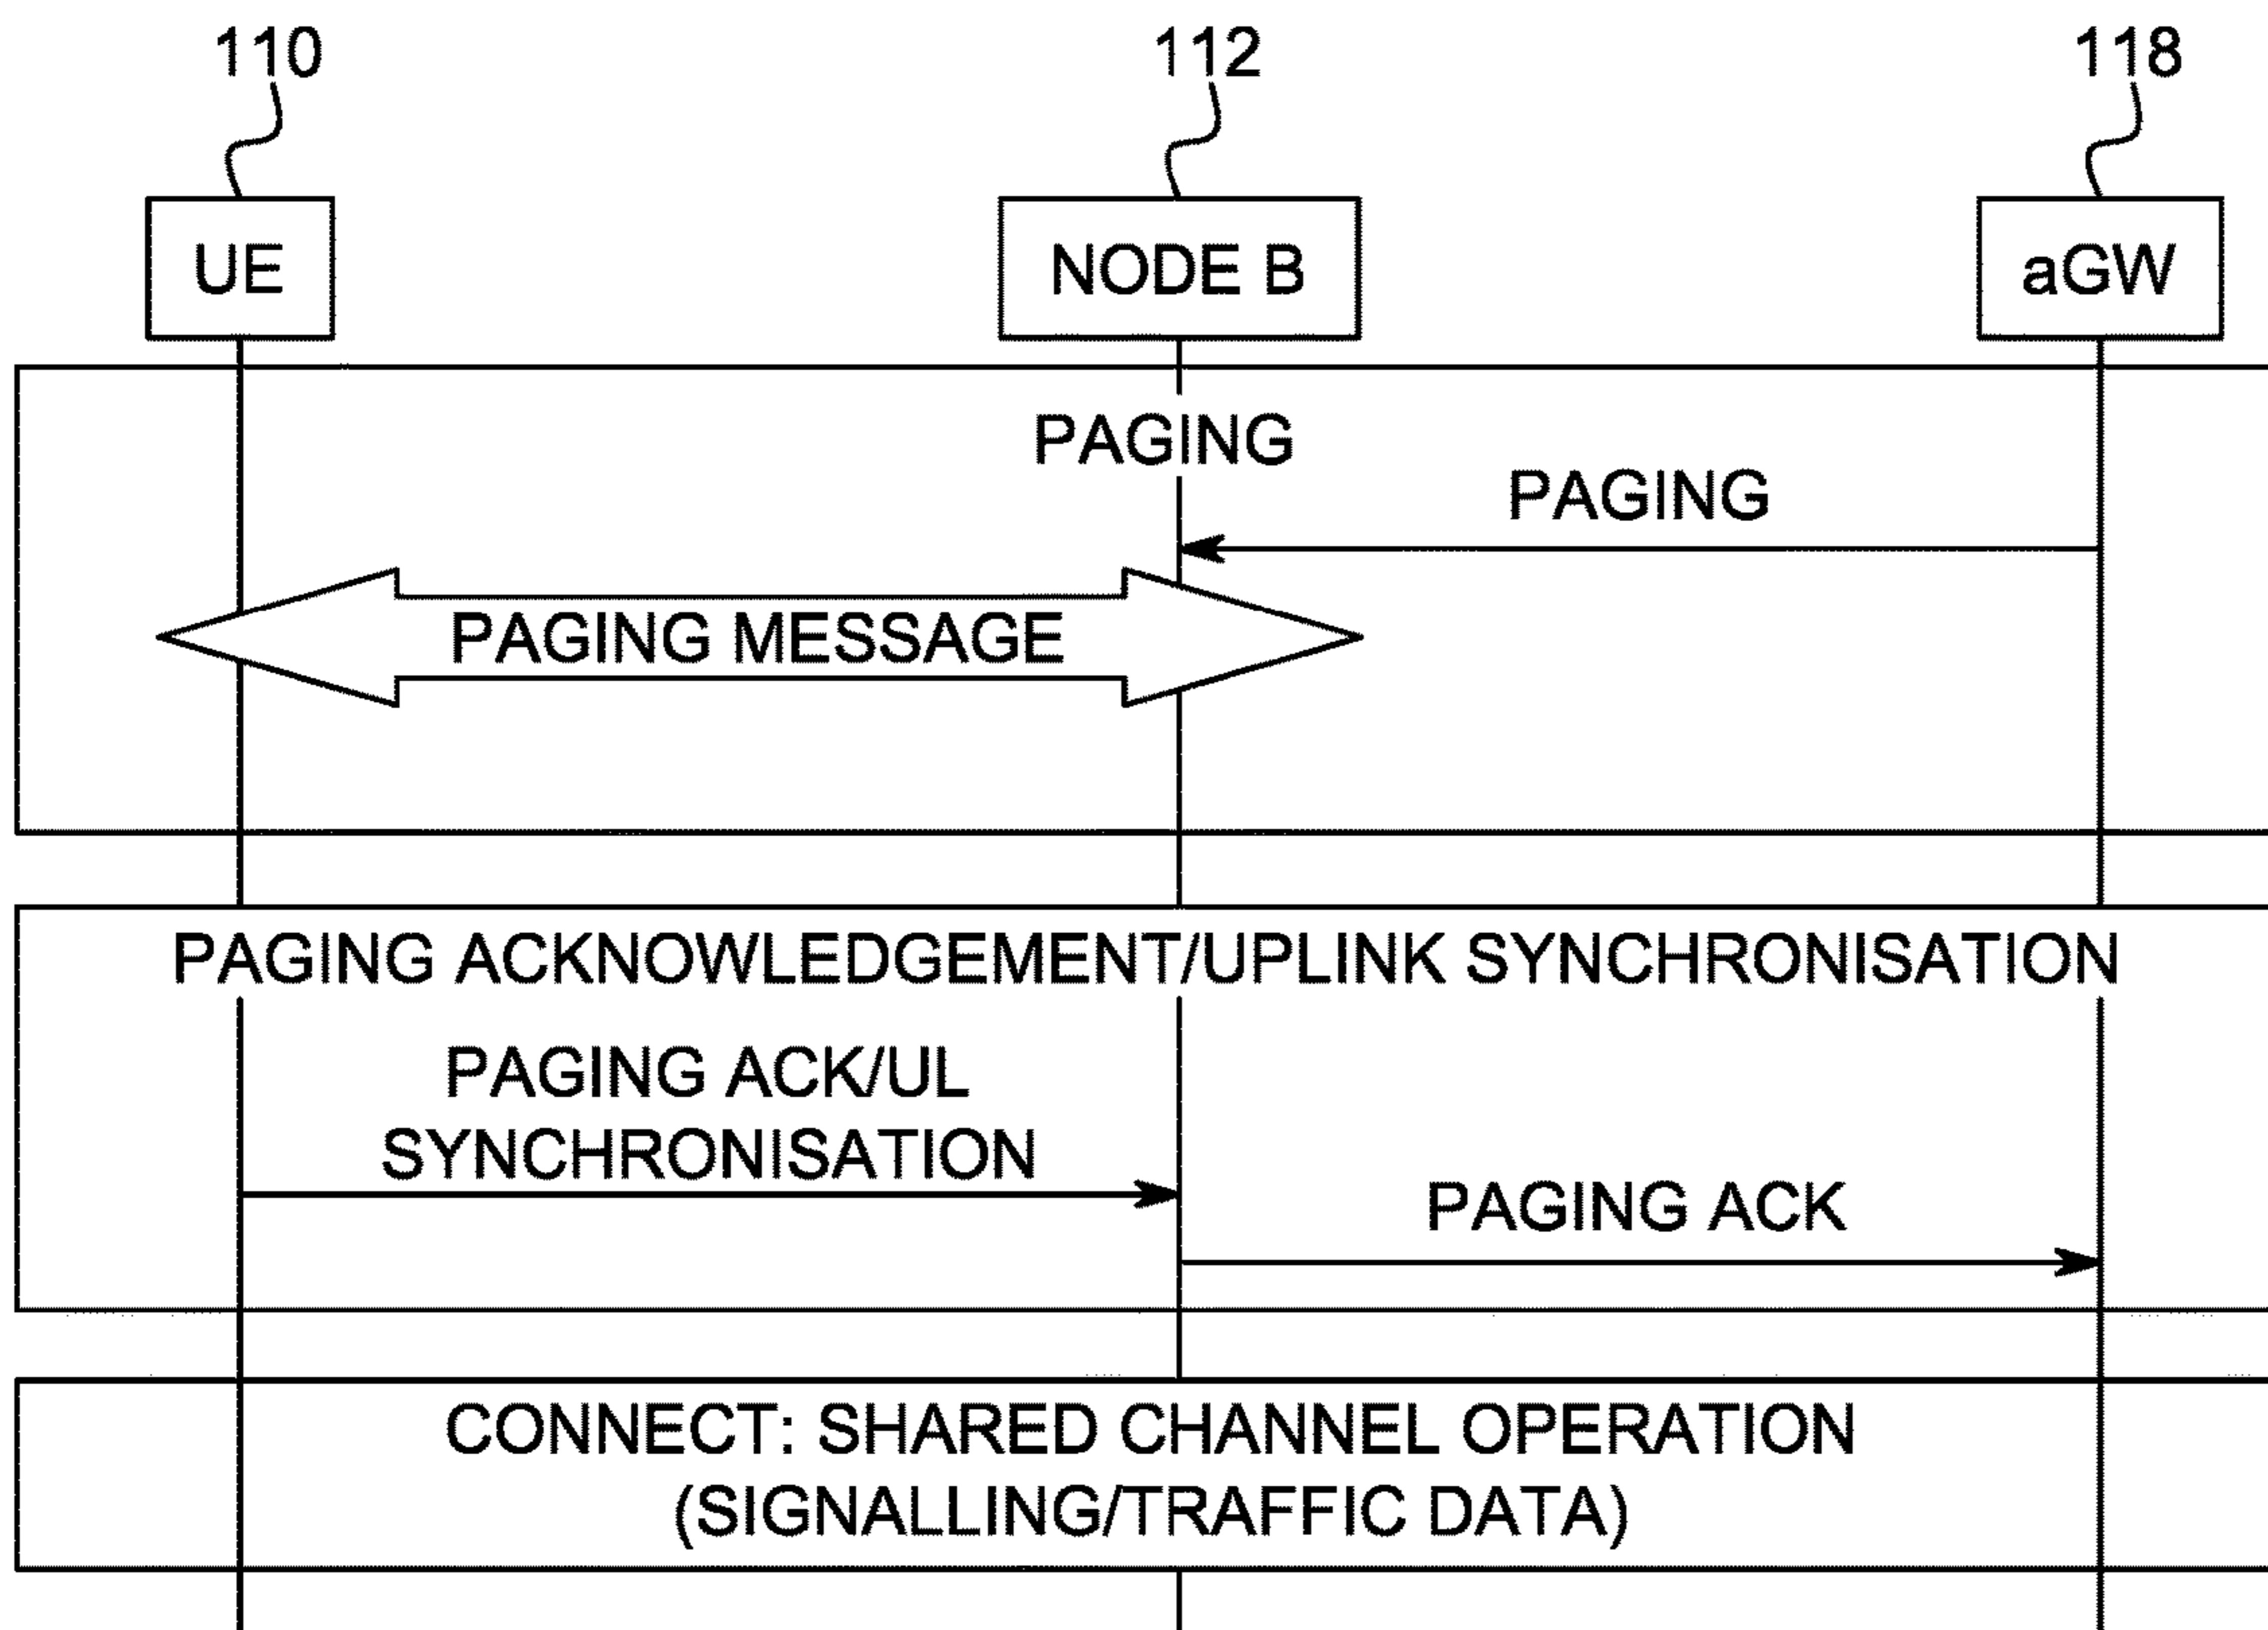 110
112
118
UE
NODE B
aGW
PAGING
PAGING
PAGING MESSAGE
PAGING ACKNOWLEDGEMENT/UPLINK SYNCHRONISATION
PAGING ACK/UL
SYNCHRONISATION
PAGING ACK
CONNECT: SHARED CHANNEL OPERATION
(SIGNALLING/TRAFFIC DATA)